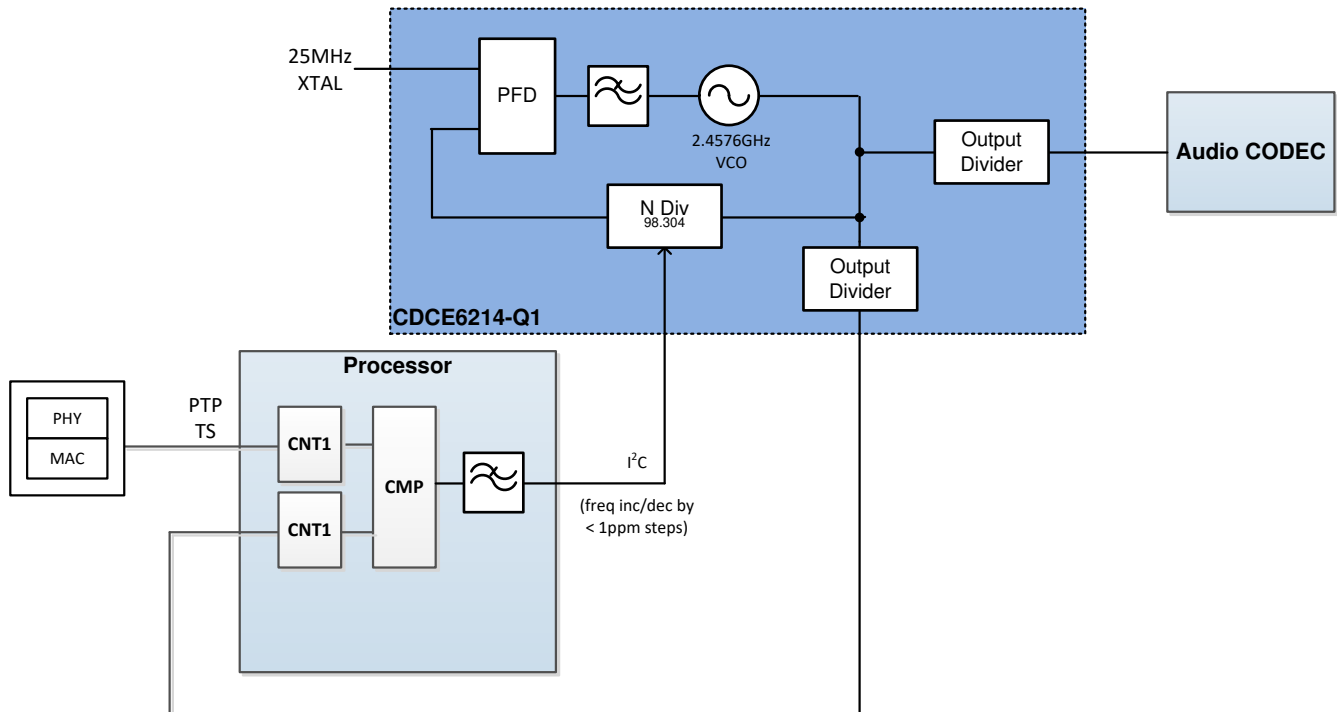 25MHz
XTAL
PFD
2.4576GHz
VCO
Output
Divider
Audio CODEC
N Div
98.304
Output
Divider
CDCE6214-Q1
Processor
PHY
MAC
PTP
TS
CNT1
CMP
CNT1
I²C
(freq inc/dec by
< 1ppm steps)